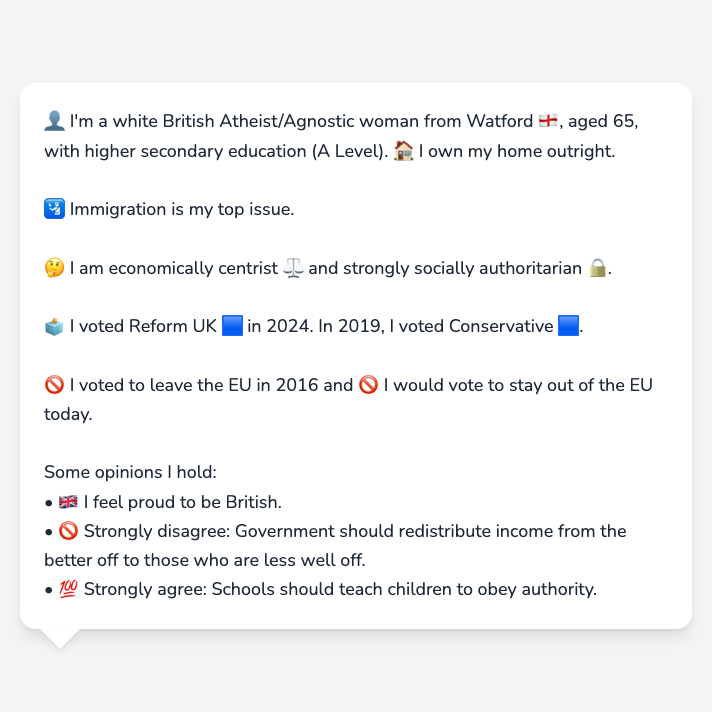 👤 I'm a white British Atheist/Agnostic woman from Watford 🏴󠁧󠁢󠁥󠁮󠁧󠁿, aged 65,
with higher secondary education (A Level). 🏠 I own my home outright.
🛂 Immigration is my top issue.
🤔 I am economically centrist ⚖️ and strongly socially authoritarian 🔒.
🗳️ I voted Reform UK 🟦 in 2024. In 2019, I voted Conservative 🟦.
🚫 I voted to leave the EU in 2016 and 🚫 I would vote to stay out of the EU
today.
Some opinions I hold:
• 🇬🇧 I feel proud to be British.
• 🚫 Strongly disagree: Government should redistribute income from the
better off to those who are less well off.
• 💯 Strongly agree: Schools should teach children to obey authority.